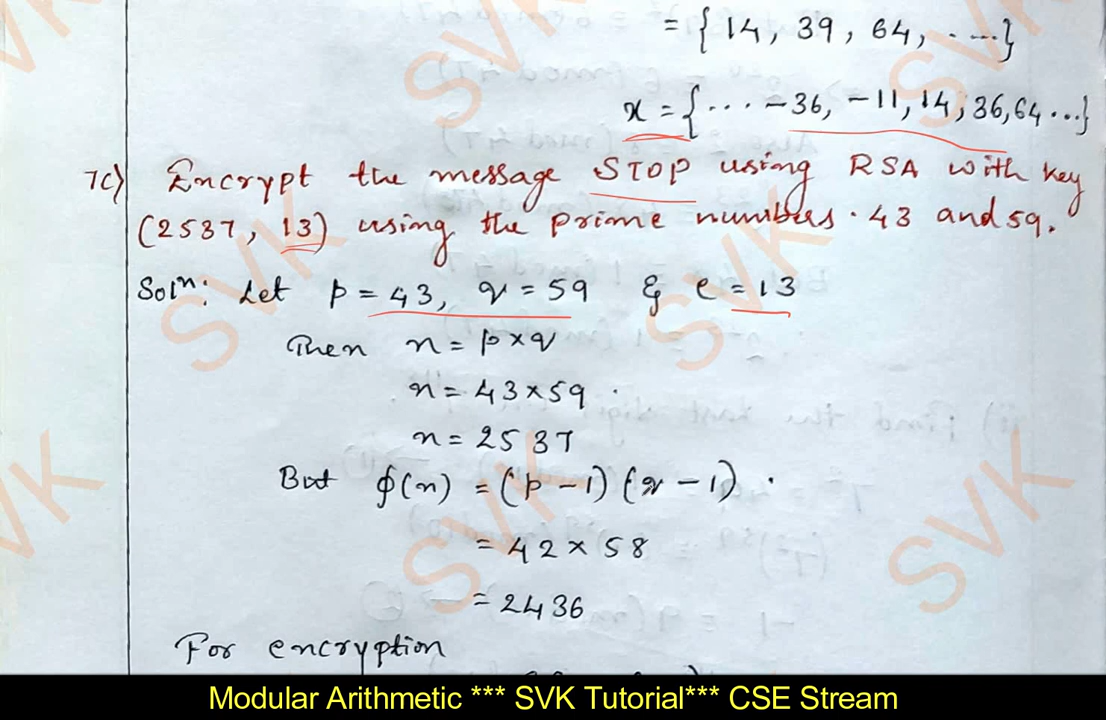 = {14, 39, 64, . ...}
x = {... -36, -11, 14, 36, 64 ...}
7c) Encrypt the message STOP using RSA with key
(2537, 13) using the prime numbers. 43 and 59.
Solⁿ: Let p = 43, q = 59 & e = 13
Then n = p×q
n = 43×59 .
n = 2537
But ϕ(n) = (p - 1) (q - 1) .
= 42 × 58
= 2436
For encryption
Modular Arithmetic *** SVK Tutorial*** CSE Stream